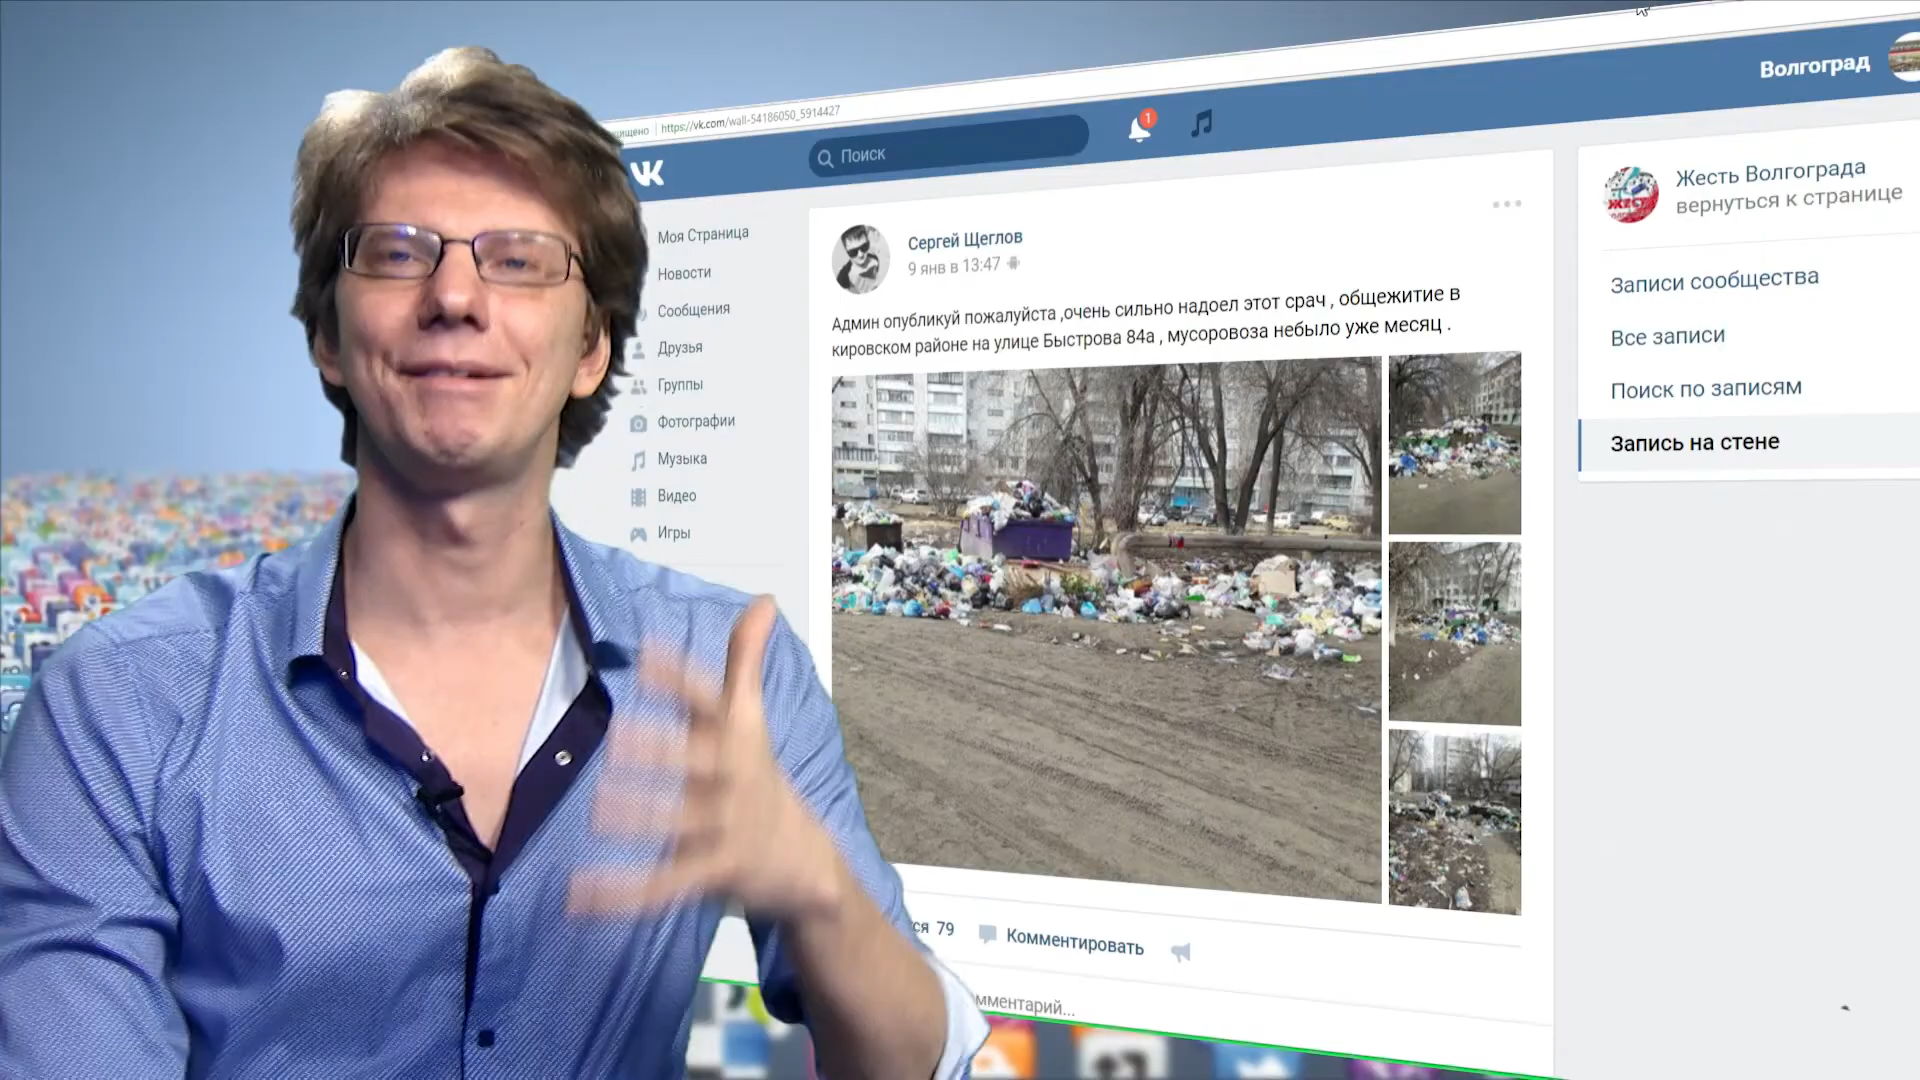 https://vk.com/wall-54186050_5914427
Волгоград
Поиск
1
Моя Страница
Новости
Сообщения
Друзья
Группы
Фотографии
Музыка
Видео
Игры
Сергей Щеглов
9 янв в 13:47
Админ опубликуй пожалуйста ,очень сильно надоел этот срач , общежитие в
кировском районе на улице Быстрова 84а , мусоровоза небыло уже месяц .
79
Комментировать
Жесть Волгограда
вернуться к странице
Записи сообщества
Все записи
Поиск по записям
Запись на стене